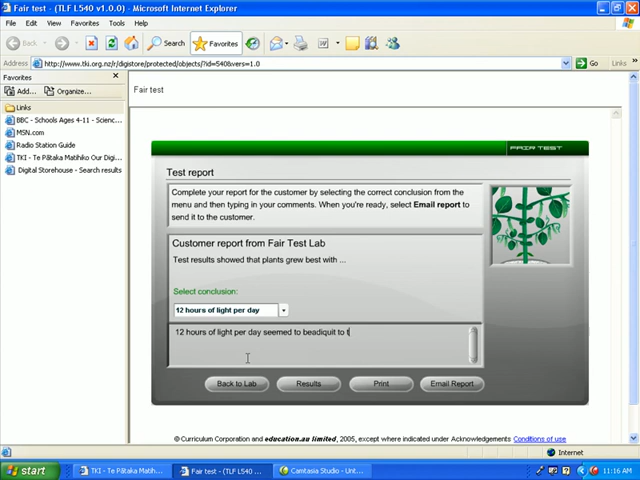 Fair test - (TLF L540 v1.0.0) - Microsoft Internet Explorer
File Edit View Favorites Tools Help
Back Search Favorites
Address http://www.tki.org.nz/r/digistore/protected/objects/?id=540&vers=1.0 Go Links
Favorites
Add... Organize...
Links
BBC - Schools Ages 4-11 - Scienc...
MSN.com
Radio Station Guide
TKI - Te Pātaka Matihiko Our Digi...
Digital Storehouse - Search results
Fair test
FAIR TEST
Test report
Complete your report for the customer by selecting the correct conclusion from the
menu and then typing in your comments. When you're ready, select Email report to
send it to the customer.
Customer report from Fair Test Lab
Test results showed that plants grew best with ...
Select conclusion:
12 hours of light per day
12 hours of light per day seemed to beadiquit to t
Back to Lab Results Print Email Report
© Curriculum Corporation and education.au limited, 2005, except where indicated under Acknowledgements Conditions of use
Internet
start TKI - Te Pātaka Matih... Fair test - (TLF L540 ... Camtasia Studio - Unt... 11:16 AM